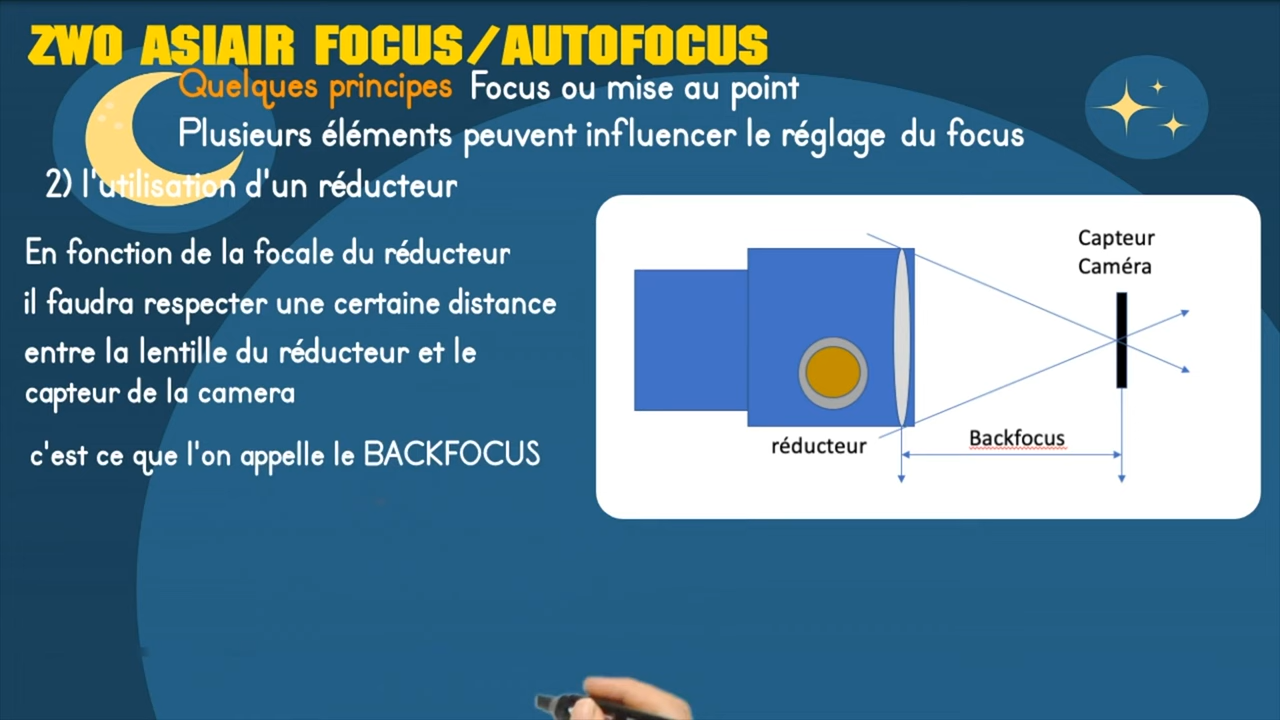 ZWO ASIAIR FOCUS/AUTOFOCUS
Quelques principes Focus ou mise au point
Plusieurs éléments peuvent influencer le réglage du focus
2) l'utilisation d'un réducteur
En fonction de la focale du réducteur
il faudra respecter une certaine distance
entre la lentille du réducteur et le
capteur de la camera
c'est ce que l'on appelle le BACKFOCUS
Capteur
Caméra
réducteur
Backfocus